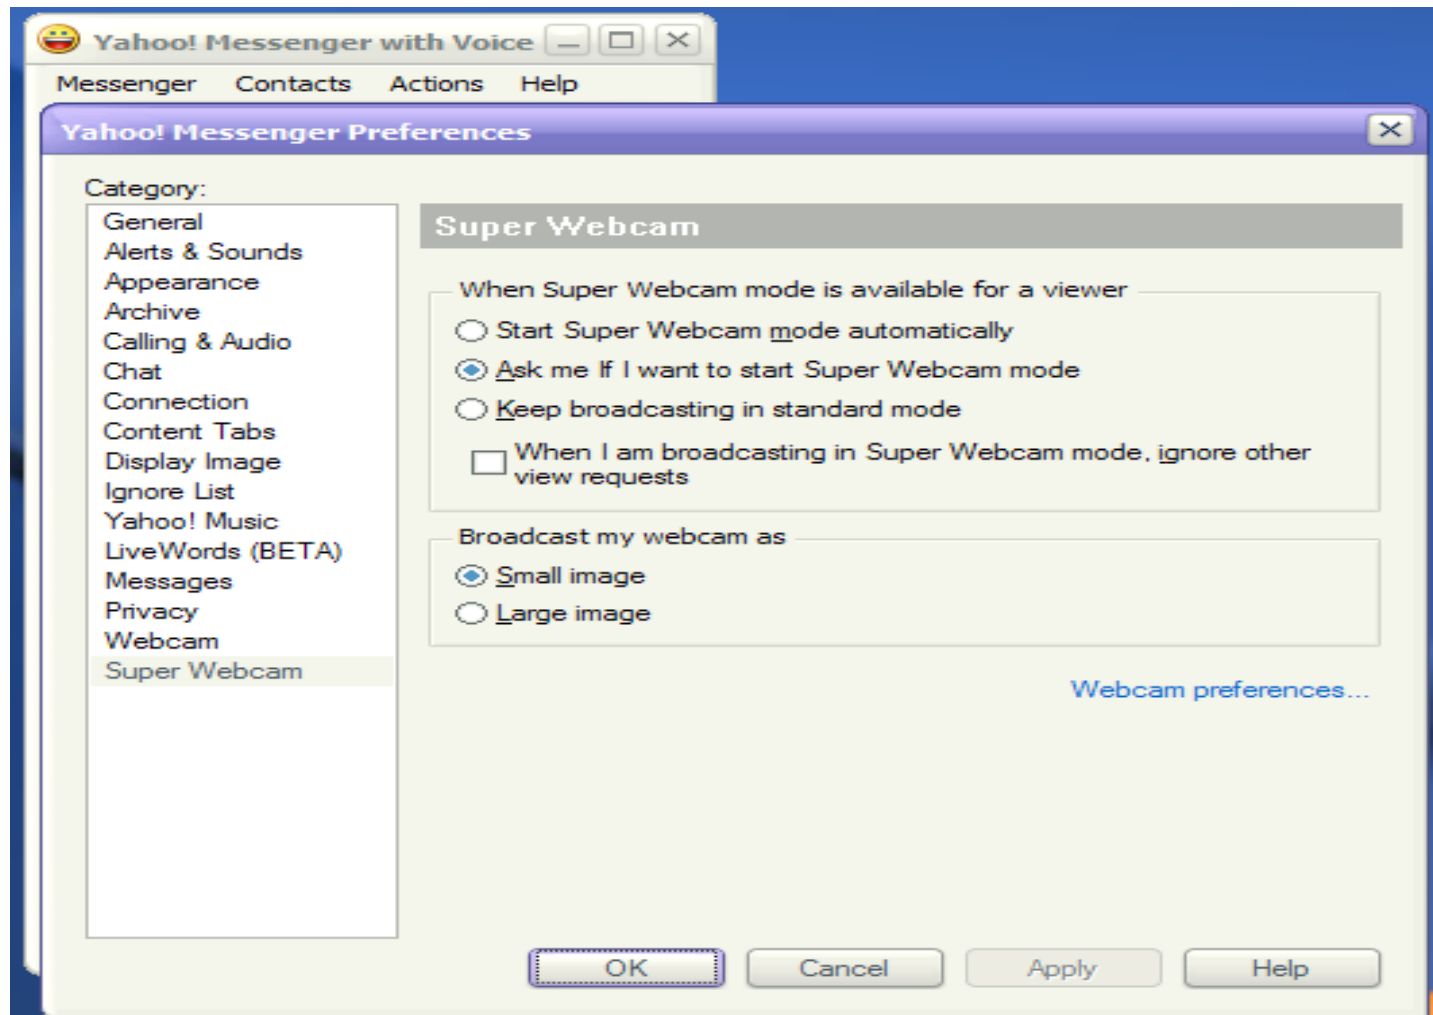 Yahoo! Messenger with Voice
Messenger Contacts Actions Help
Yahoo! Messenger Preferences
Category:
General
Alerts & Sounds
Appearance
Archive
Calling & Audio
Chat
Connection
Content Tabs
Display Image
Ignore List
Yahoo! Music
LiveWords (BETA)
Messages
Privacy
Webcam
Super Webcam
Super Webcam
When Super Webcam mode is available for a viewer
Start Super Webcam mode automatically
Ask me If I want to start Super Webcam mode
Keep broadcasting in standard mode
When I am broadcasting in Super Webcam mode, ignore other
view requests
Broadcast my webcam as
Small image
Large image
Webcam preferences...
OK Cancel Apply Help